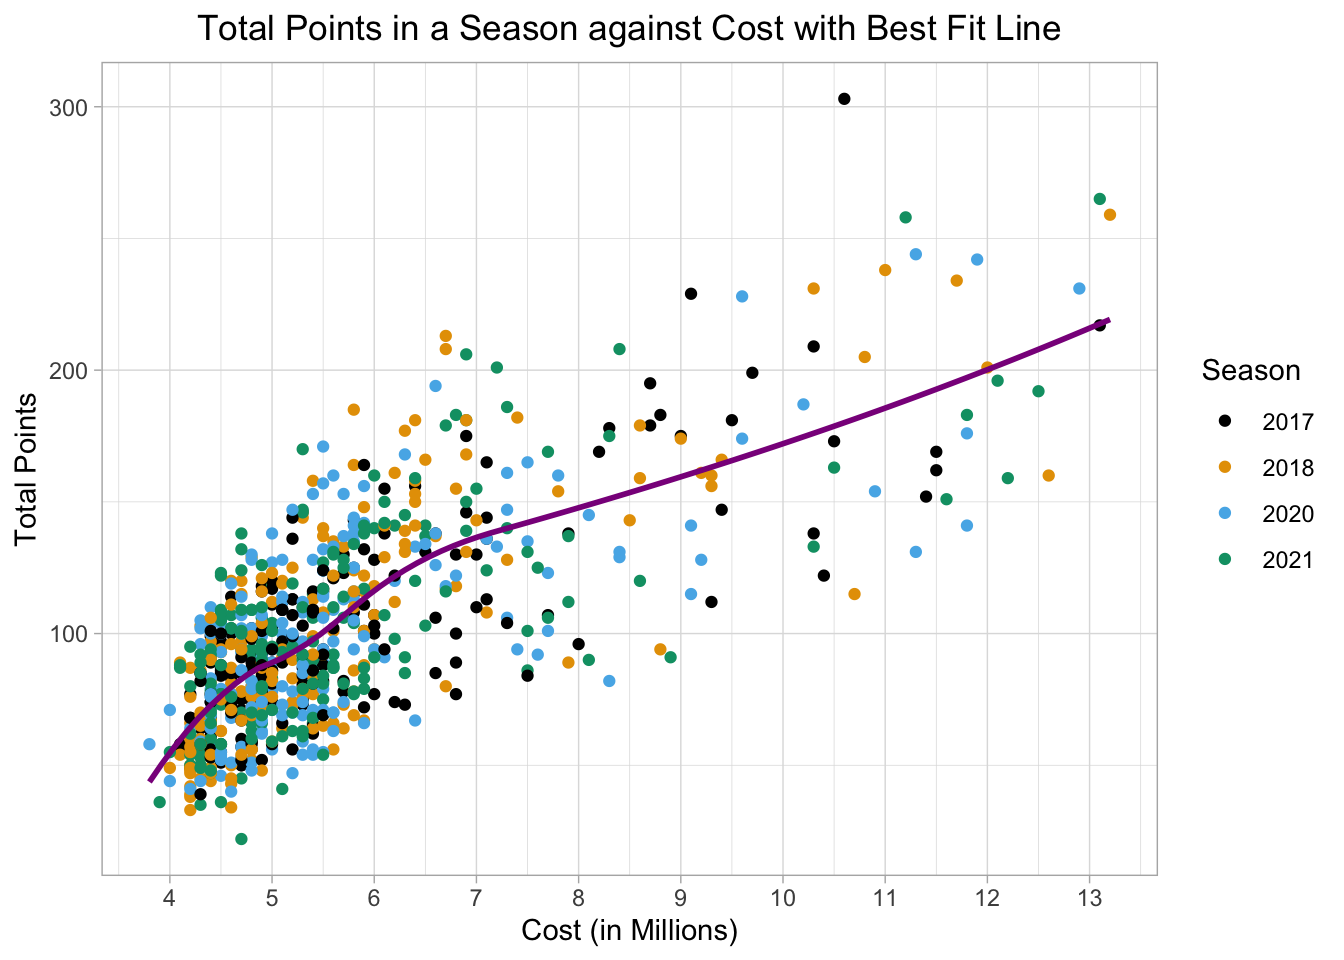 Total Points in a Season against Cost with Best Fit Line
300
200
100
Total Points
4 5 6 7 8 9 10 11 12 13
Cost (in Millions)
Season
2017
2018
2020
2021